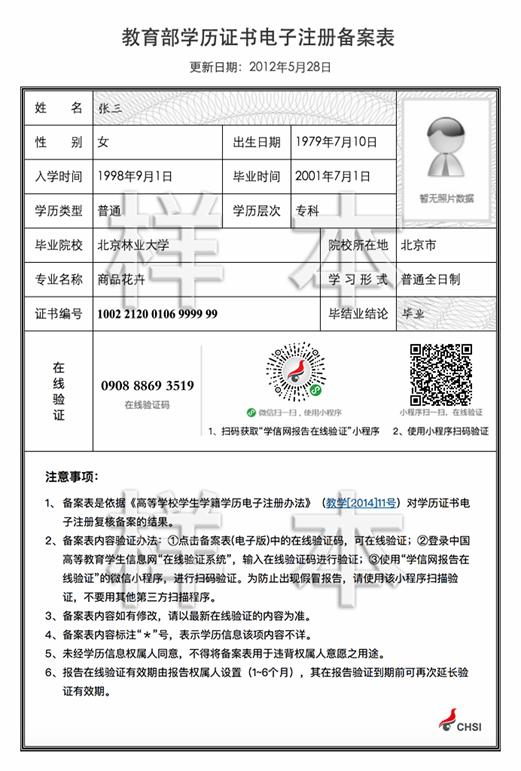 教育部学历证书电子注册备案表
更新日期：2012年5月28日
姓 名 张三
性 别 女 出生日期 1979年7月10日
入学时间 1998年9月1日 毕业时间 2001年7月1日
暂无照片数据
学历类型 普通 学历层次 专科
毕业院校 北京林业大学 院校所在地 北京市
专业名称 商品花卉 学习形式 普通全日制
证书编号 1002 2120 0106 9999 99 毕结业结论 毕业
样本
在线验证
0908 8869 3519
在线验证码
微信扫一扫，使用小程序 小程序扫一扫，在线验证
1、扫码获取“学信网报告在线验证”小程序 2、使用小程序扫码验证
注意事项：
1、备案表是依据《高等学校学生学籍学历电子注册办法》（教学[2014]11号）对学历证书电
子注册复核备案的结果。
2、备案表内容验证办法：①点击备案表(电子版)中的在线验证码，可在线验证；②登录中国
高等教育学生信息网“在线验证系统”，输入在线验证码进行验证；③使用“学信网报告在
线验证”的微信小程序，进行扫码验证。为防止出现假冒报告，请使用该小程序扫描验
证，不要用其他第三方扫描程序。
3、备案表内容如有修改，请以最新在线验证的内容为准。
4、备案表内容标注“＊”号，表示学历信息该项内容不详。
5、未经学历信息权属人同意，不得将备案表用于违背权属人意愿之用途。
6、报告在线验证有效期由报告权属人设置（1~6个月），其在报告验证到期前可再次延长验
证有效期。
样本
CHSI